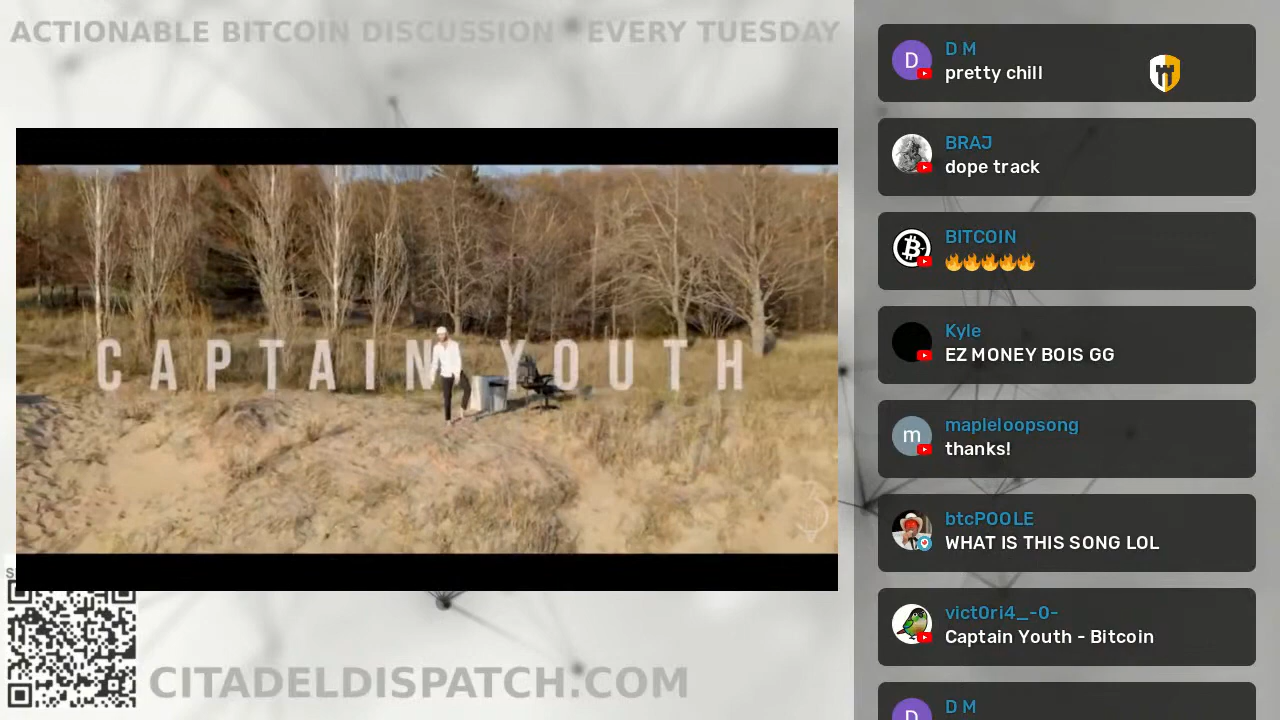 ACTIONABLE BITCOIN DISCUSSION • EVERY TUESDAY
CAPTAIN YOUTH
CITADELDISPATCH.COM
D M
pretty chill
BRAJ
dope track
BITCOIN
🔥🔥🔥🔥🔥
Kyle
EZ MONEY BOIS GG
mapleloopsong
thanks!
btcPOOLE
WHAT IS THIS SONG LOL
vict0ri4_-0-
Captain Youth - Bitcoin
D M